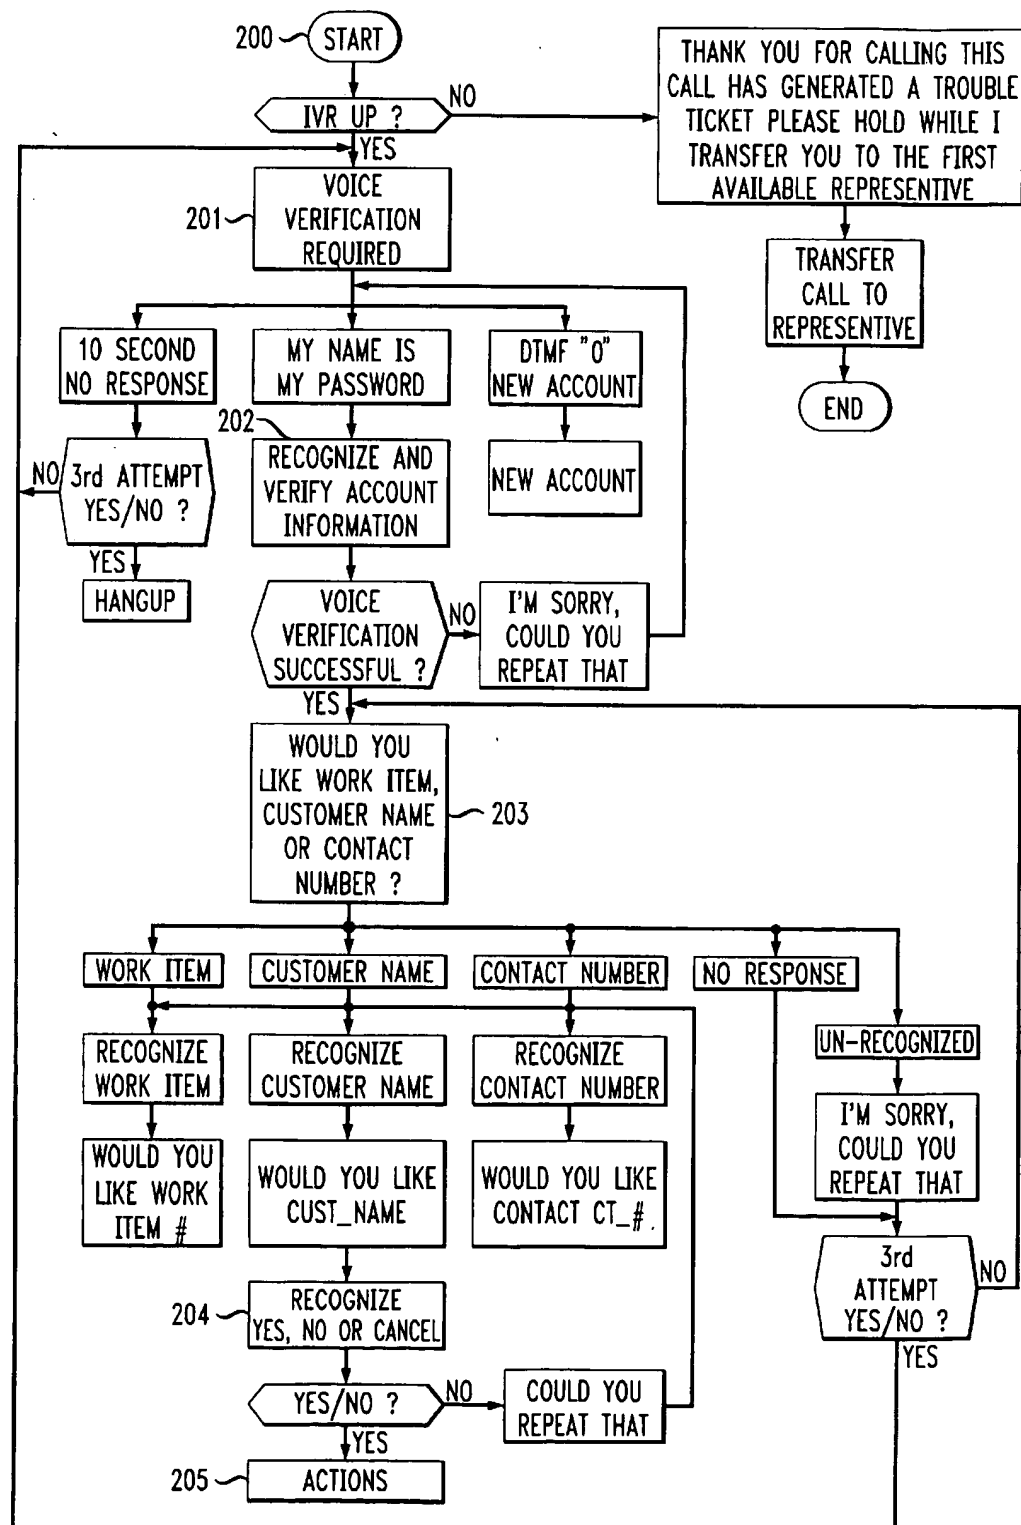 200
START
THANK YOU FOR CALLING THIS
CALL HAS GENERATED A TROUBLE
TICKET PLEASE HOLD WHILE I
TRANSFER YOU TO THE FIRST
AVAILABLE REPRESENTIVE
IVR UP ?
NO
YES
201
VOICE
VERIFICATION
REQUIRED
TRANSFER
CALL TO
REPRESENTIVE
END
10 SECOND
NO RESPONSE
MY NAME IS
MY PASSWORD
DTMF "0"
NEW ACCOUNT
202
NO
3rd ATTEMPT
YES/NO ?
YES
HANGUP
RECOGNIZE AND
VERIFY ACCOUNT
INFORMATION
NEW ACCOUNT
VOICE
VERIFICATION
SUCCESSFUL ?
NO
I'M SORRY,
COULD YOU
REPEAT THAT
YES
WOULD YOU
LIKE WORK ITEM,
CUSTOMER NAME
OR CONTACT
NUMBER ?
203
WORK ITEM
CUSTOMER NAME
CONTACT NUMBER
NO RESPONSE
UN-RECOGNIZED
RECOGNIZE
WORK ITEM
RECOGNIZE
CUSTOMER NAME
RECOGNIZE
CONTACT NUMBER
I'M SORRY,
COULD YOU
REPEAT THAT
WOULD YOU
LIKE WORK
ITEM #
WOULD YOU LIKE
CUST_NAME
WOULD YOU LIKE
CONTACT CT_#.
3rd
ATTEMPT
YES/NO ?
NO
YES
204
RECOGNIZE
YES, NO OR CANCEL
YES/NO ?
NO
COULD YOU
REPEAT THAT
YES
205
ACTIONS